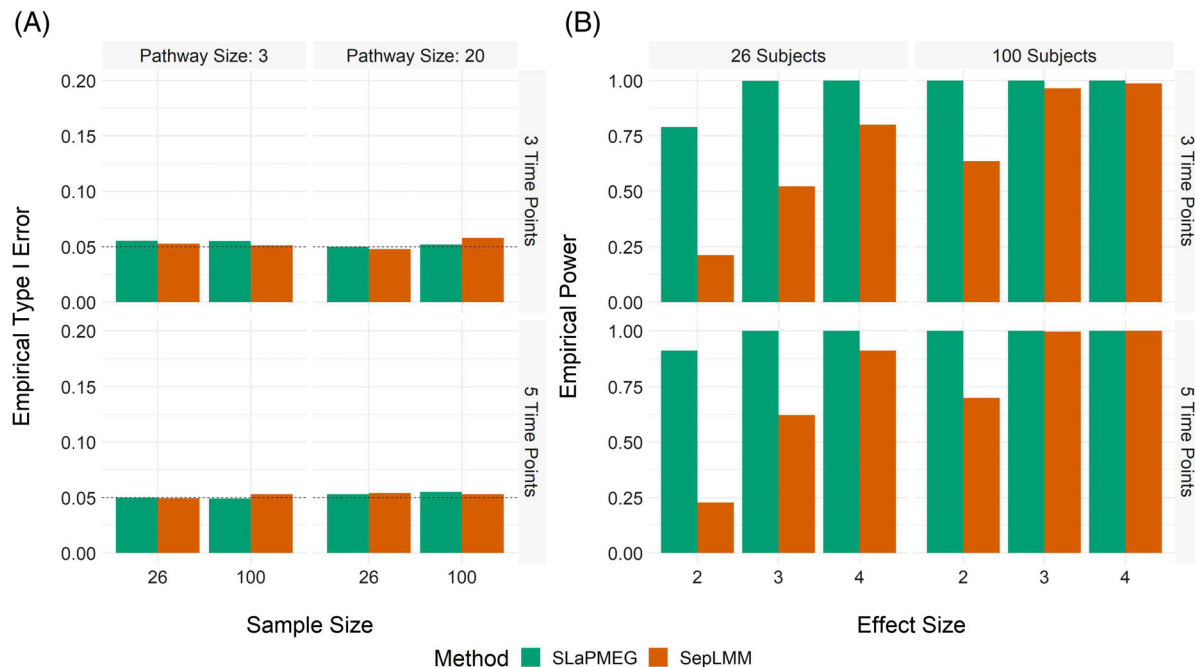 (A)
Pathway Size: 3
Pathway Size: 20
0.20
0.15
0.10
0.05
0.00
3 Time Points
0.20
0.15
0.10
0.05
0.00
5 Time Points
Empirical Type I Error
26 100 26 100
Sample Size
(B)
26 Subjects
100 Subjects
1.00
0.75
0.50
0.25
0.00
3 Time Points
1.00
0.75
0.50
0.25
0.00
5 Time Points
Empirical Power
2 3 4 2 3 4
Effect Size
Method SLaPMEG SepLMM